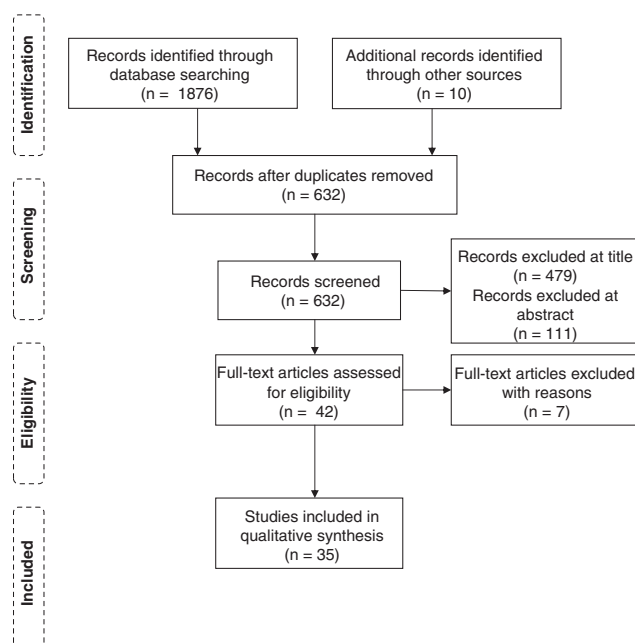 Identification
Records identified through
database searching
(n = 1876)
Additional records identified
through other sources
(n = 10)
Records after duplicates removed
(n = 632)
Screening
Records screened
(n = 632)
Records excluded at title
(n = 479)
Records excluded at
abstract
(n = 111)
Eligibility
Full-text articles assessed
for eligibility
(n = 42)
Full-text articles excluded
with reasons
(n = 7)
Included
Studies included in
qualitative synthesis
(n = 35)